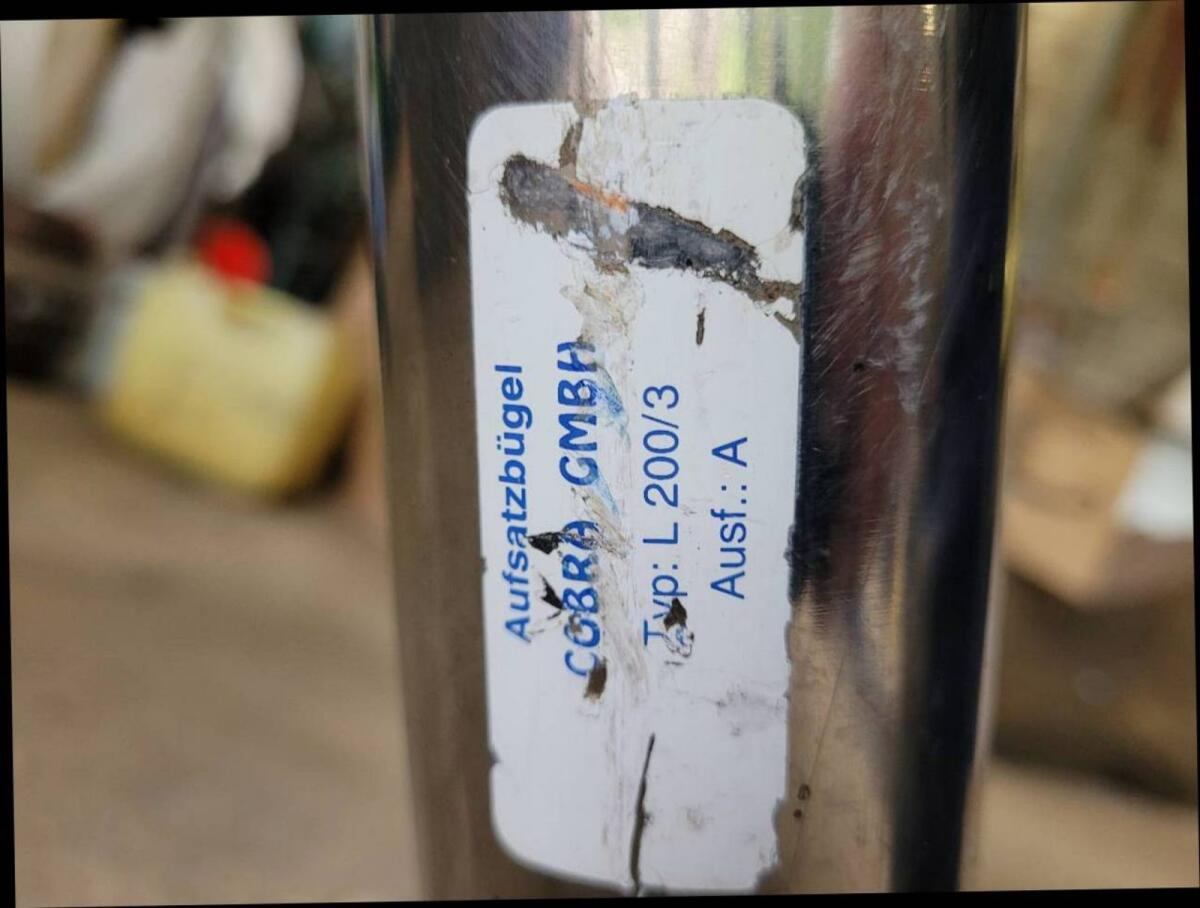 Aufsatzbügel
COBRA GMBH
Typ: L 200/3
Ausf.: A